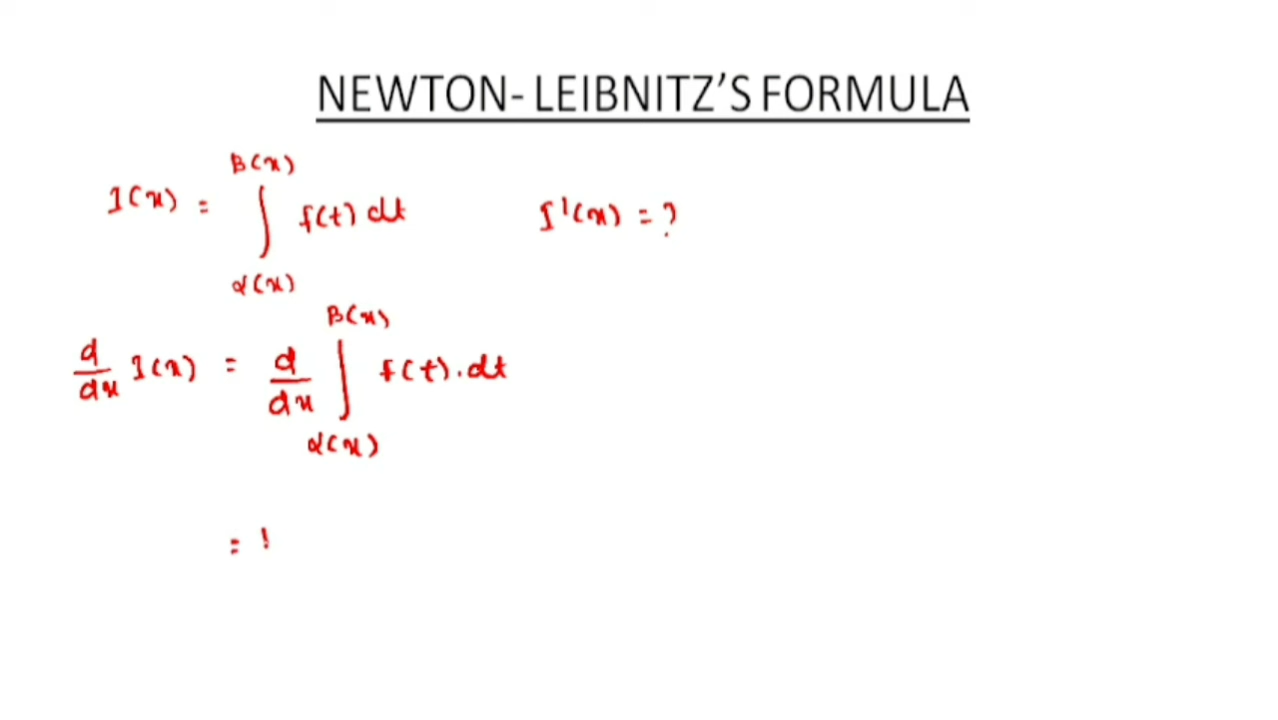 NEWTON- LEIBNITZ'S FORMULA
I(x) = ∫_{α(x)}^{β(x)} f(t) dt    I'(x) = ?
d/dx I(x) = d/dx ∫_{α(x)}^{β(x)} f(t).dt
=